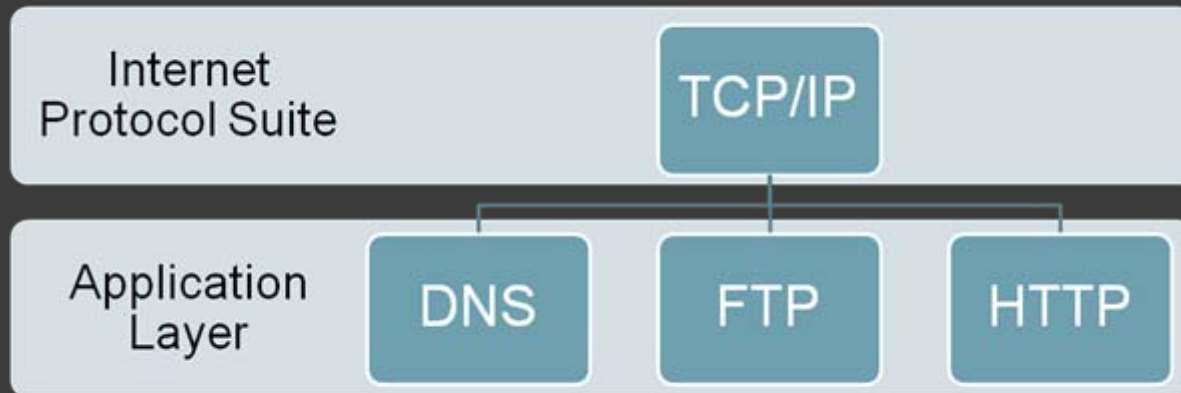 Internet
Protocol Suite
TCP/IP
Application
Layer
DNS
FTP
HTTP